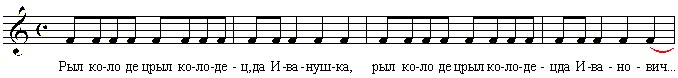 Рыл ко-ло де црыл ко-ло-де - ц,да И-ва-нуш-ка, рыл ко-ло де црыл ко-ло-де - цда И-ва - но - вич...